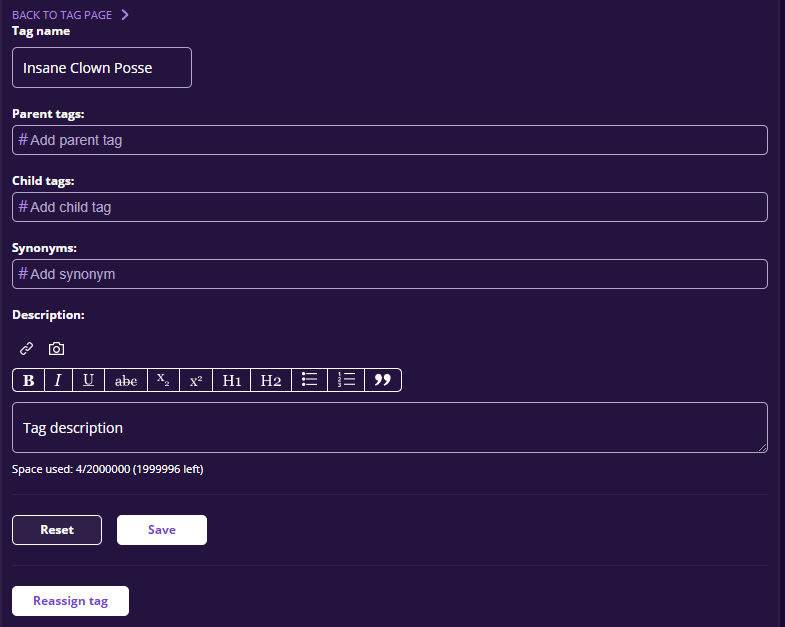 BACK TO TAG PAGE
Tag name
Insane Clown Posse
Parent tags:
# Add parent tag
Child tags:
# Add child tag
Synonyms:
# Add synonym
Description:
B I U abc X₂ x² H1 H2
Tag description
Space used: 4/2000000 (1999996 left)
Reset Save
Reassign tag